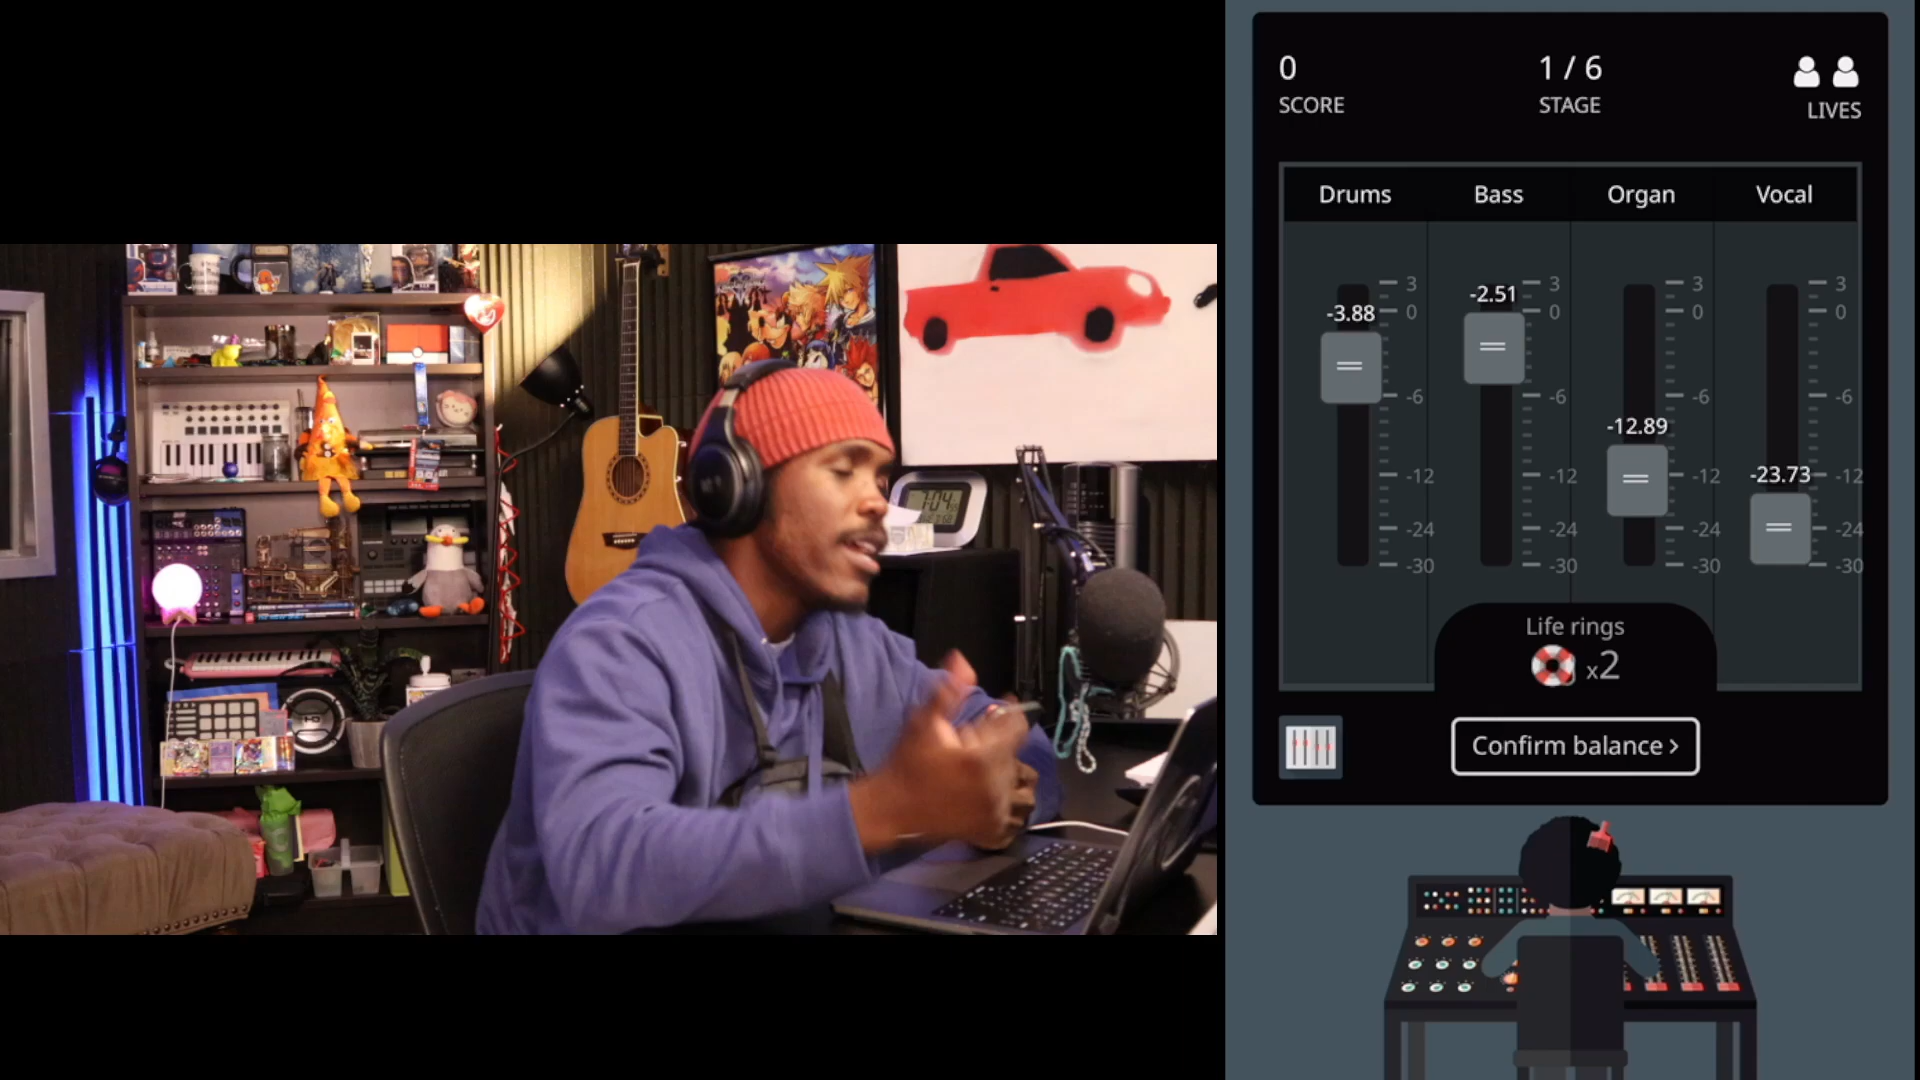 0
SCORE
1 / 6
STAGE
LIVES
Drums
Bass
Organ
Vocal
-3.88
3
0
-6
-12
-24
-30
-2.51
3
0
-6
-12
-24
-30
-12.89
3
0
-6
-12
-24
-30
-23.73
3
0
-6
-12
-24
-30
Life rings
x2
Confirm balance ›
7:04